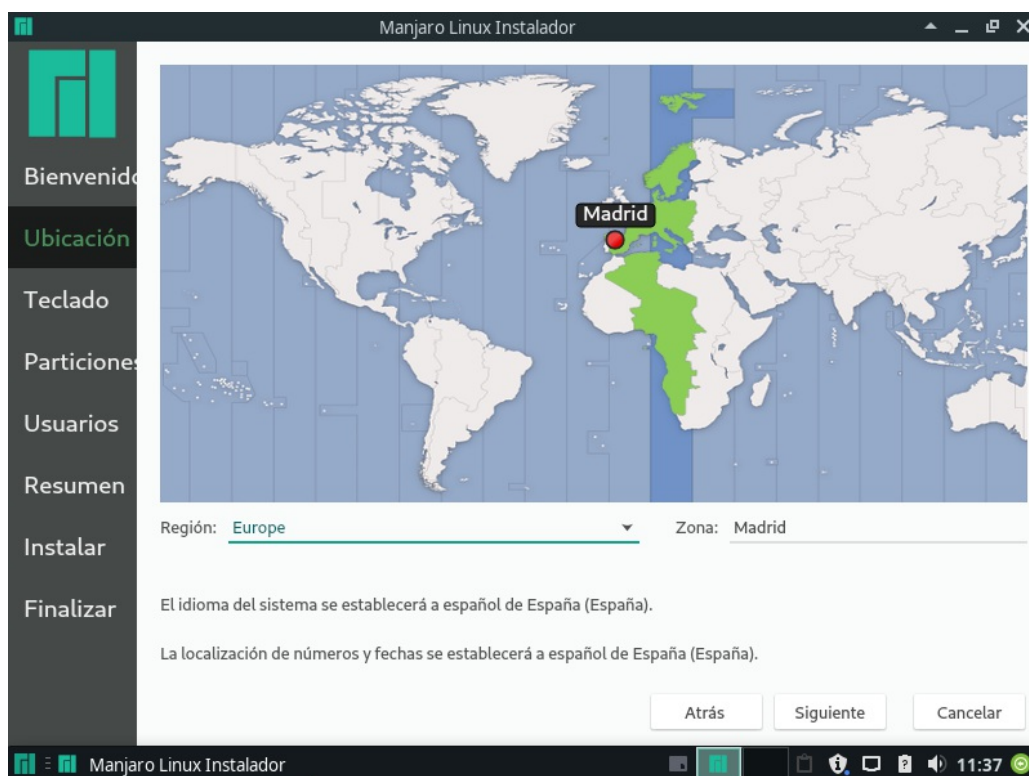 Manjaro Linux Instalador
Bienvenido
Ubicación
Teclado
Particiones
Usuarios
Resumen
Instalar
Finalizar
Madrid
Región: Europe
Zona: Madrid
El idioma del sistema se establecerá a español de España (España).
La localización de números y fechas se establecerá a español de España (España).
Atrás
Siguiente
Cancelar
Manjaro Linux Instalador
11:37